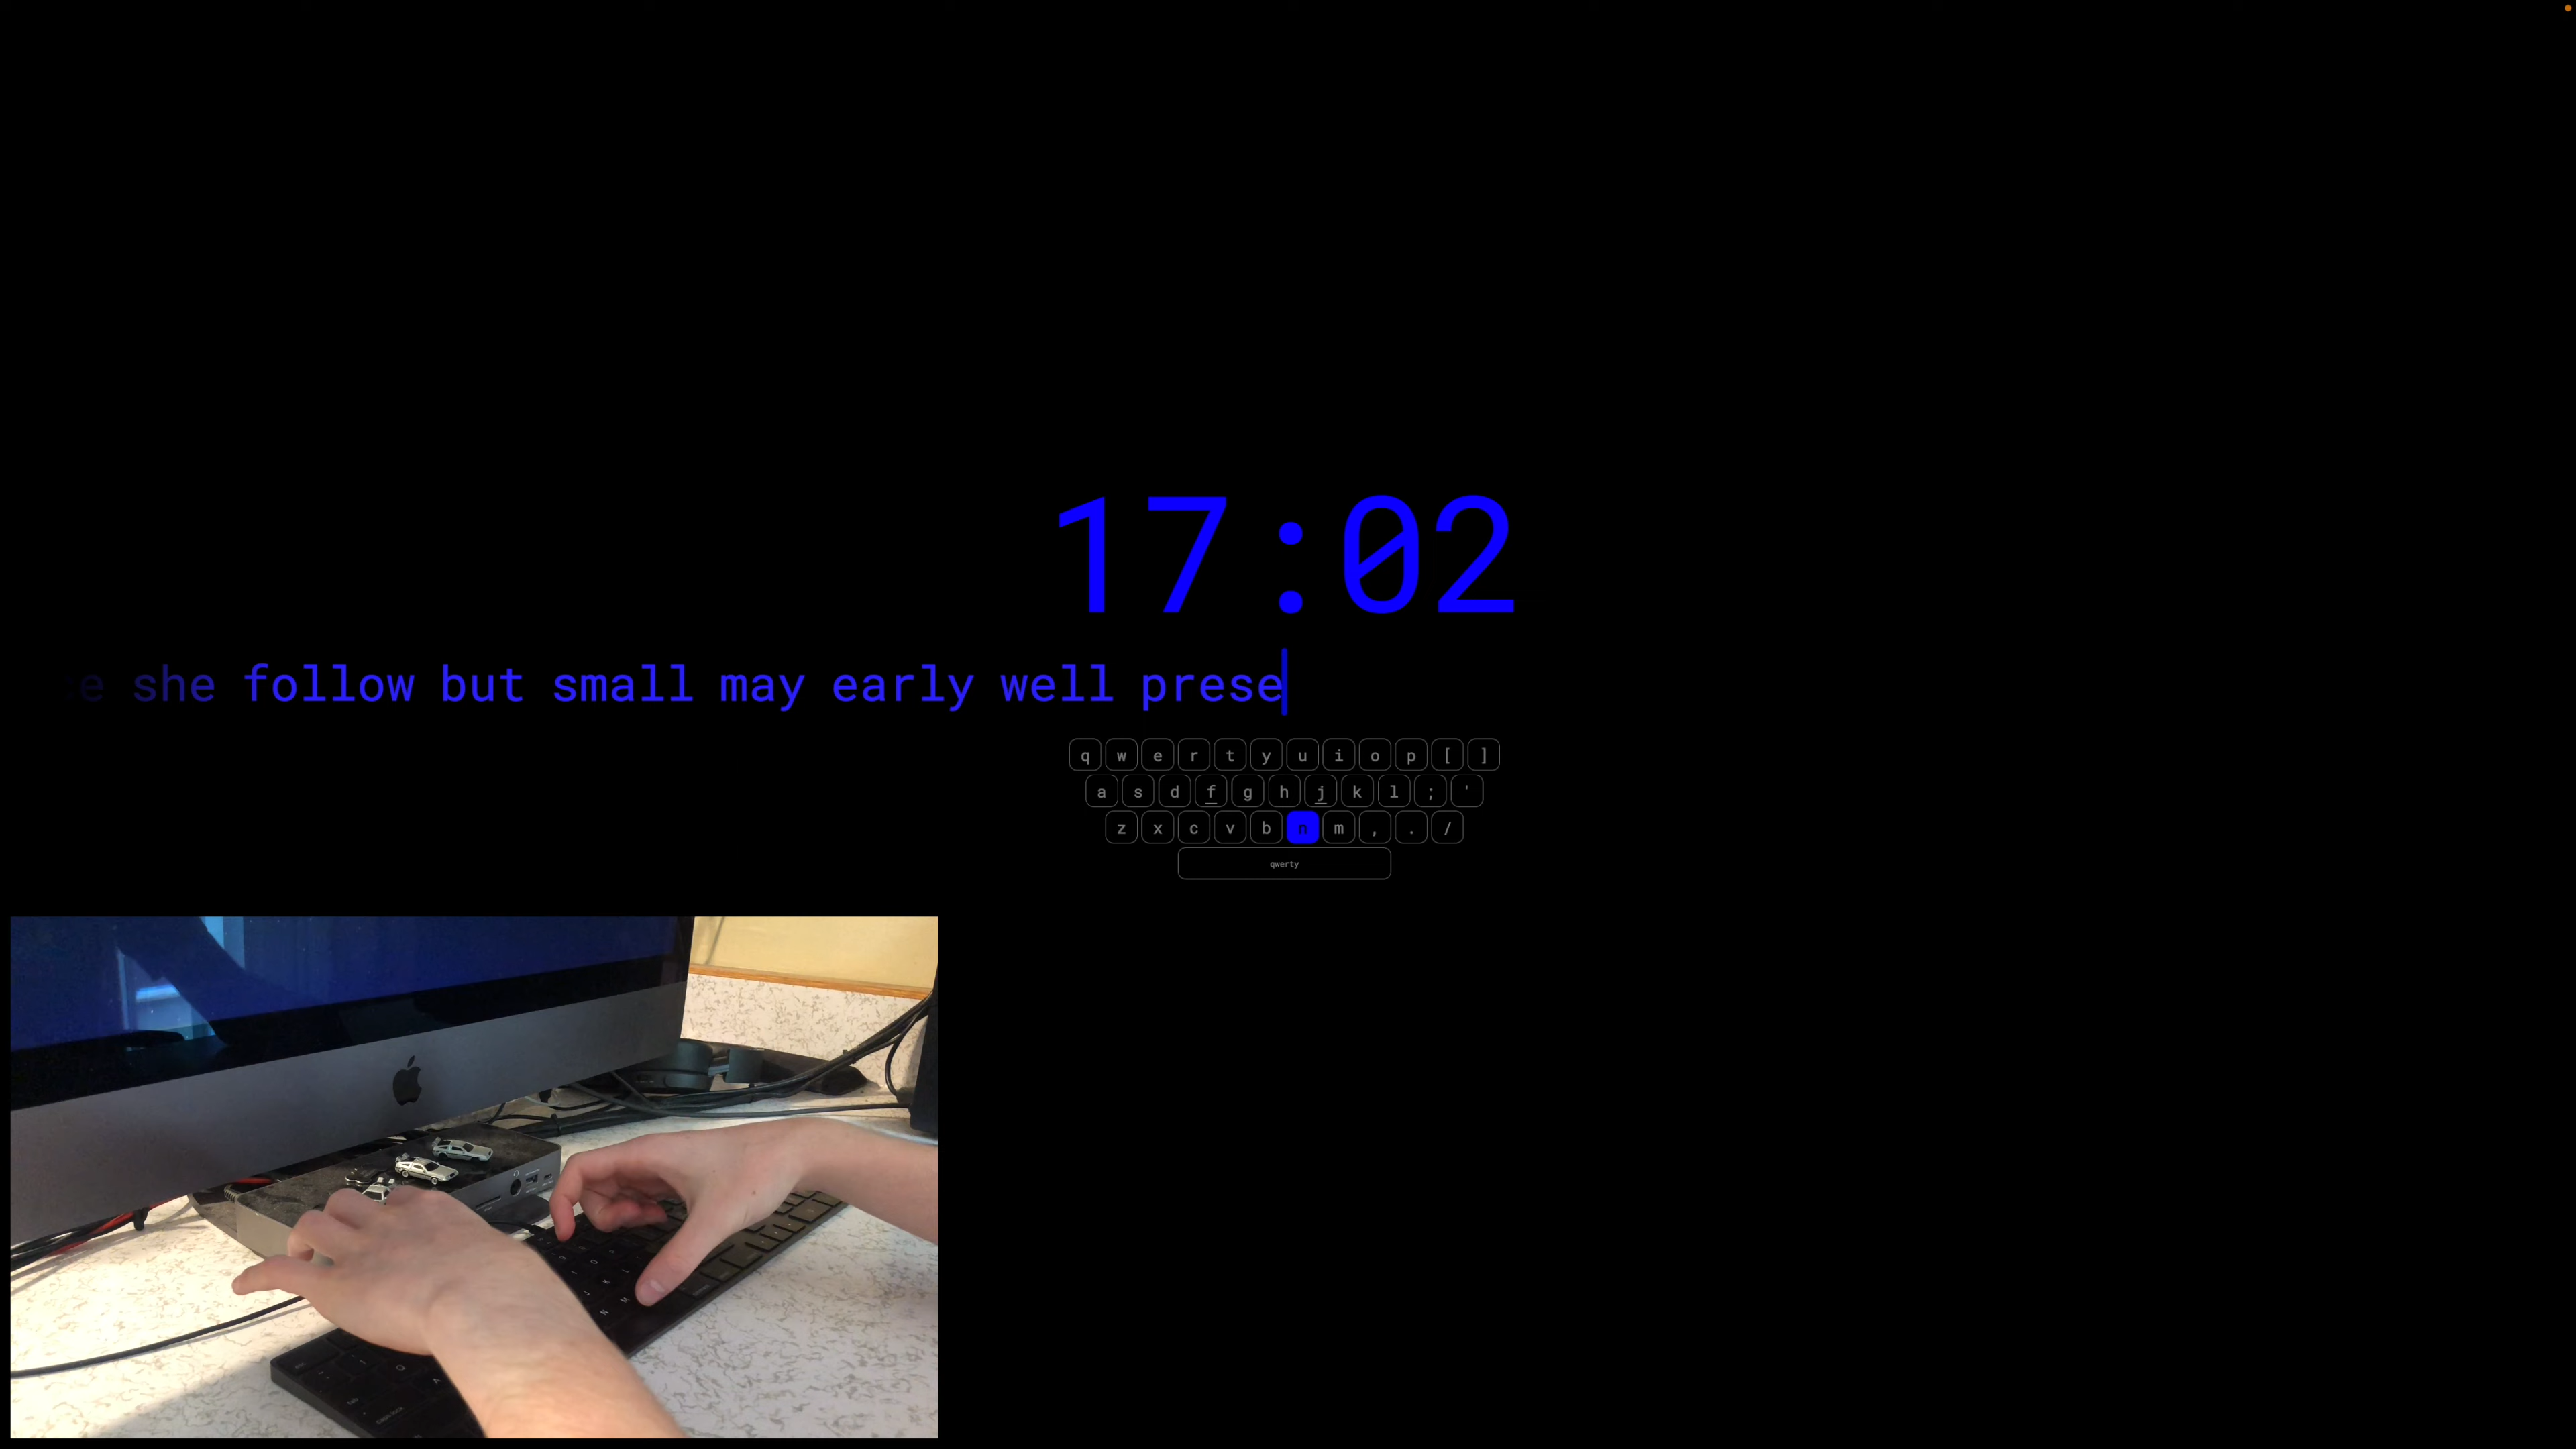 17:02
she follow but small may early well prese
q w e r t y u i o p [ ]
a s d f g h j k l ; '
z x c v b n m , . /
qwerty